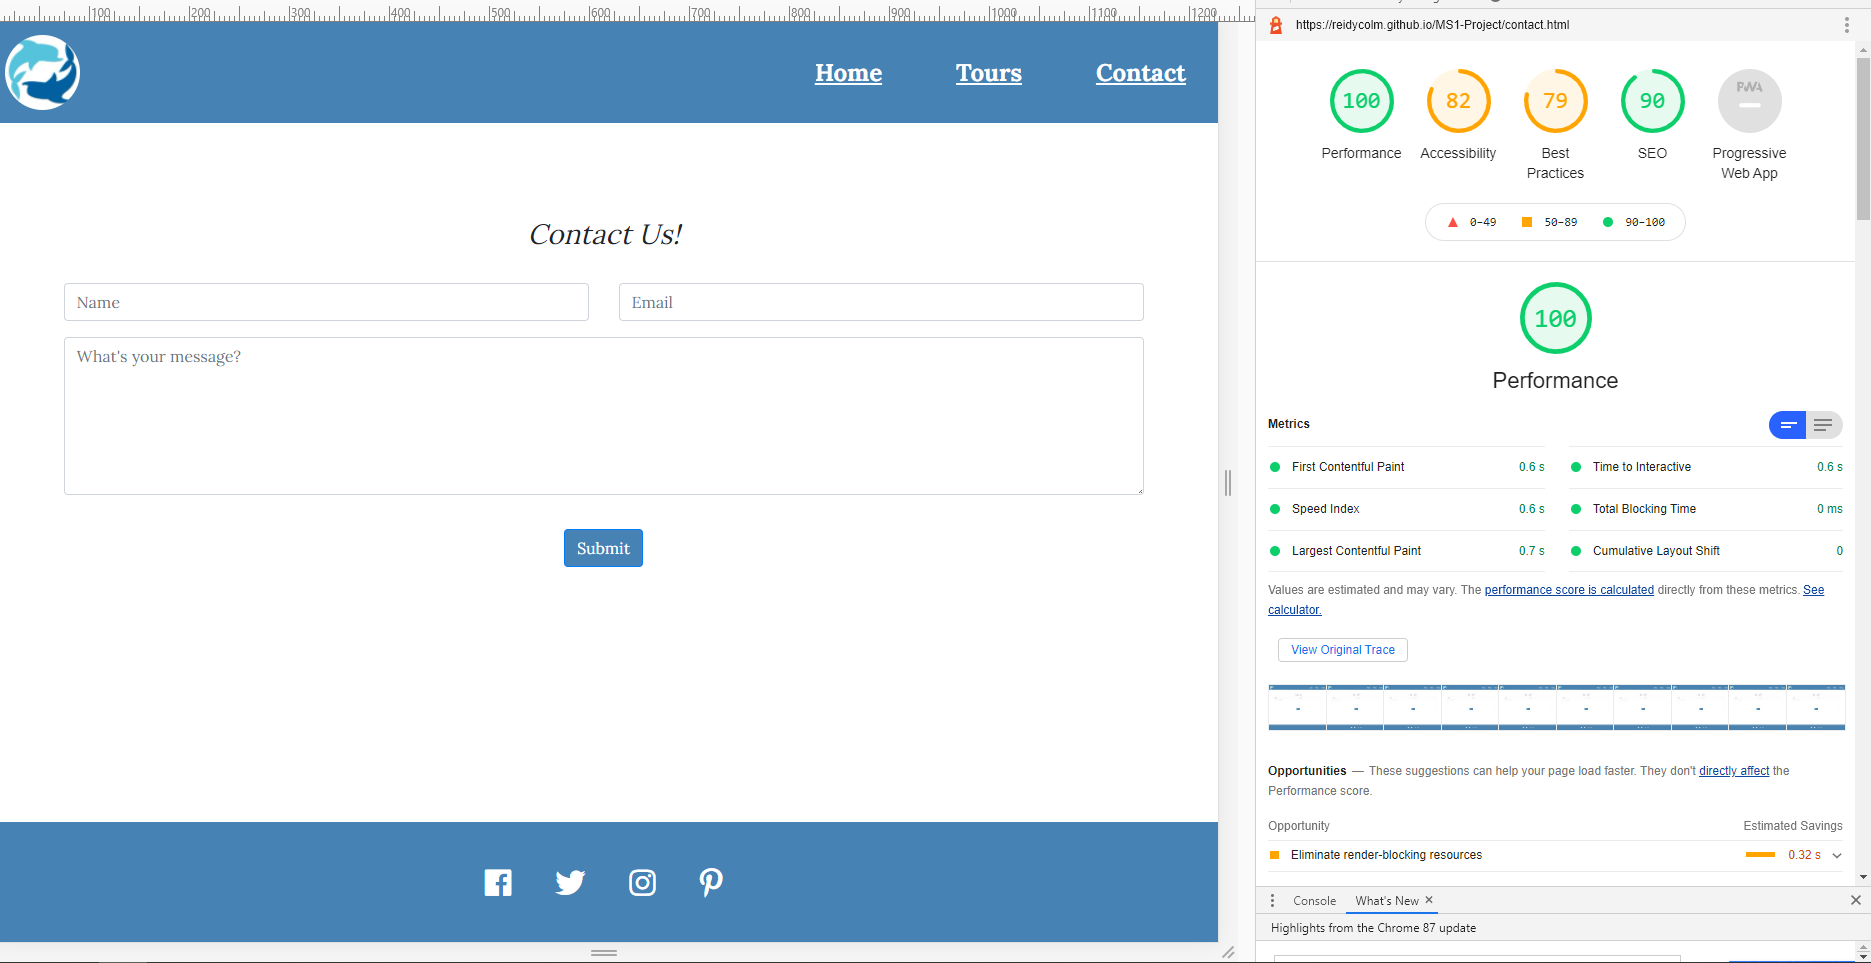 100 200 300 400 500 600 700 800 900 1000 1100 1200
Home Tours Contact
Contact Us!
Name Email
What's your message?
Submit
https://reidycolm.github.io/MS1-Project/contact.html
100 82 79 90 PWA
Performance Accessibility Best Practices SEO Progressive Web App
0-49 50-89 90-100
100
Performance
Metrics
First Contentful Paint 0.6 s Time to Interactive 0.6 s
Speed Index 0.6 s Total Blocking Time 0 ms
Largest Contentful Paint 0.7 s Cumulative Layout Shift 0
Values are estimated and may vary. The performance score is calculated directly from these metrics. See
calculator.
View Original Trace
Opportunities — These suggestions can help your page load faster. They don't directly affect the
Performance score.
Opportunity Estimated Savings
Eliminate render-blocking resources 0.32 s
Console What's New
Highlights from the Chrome 87 update